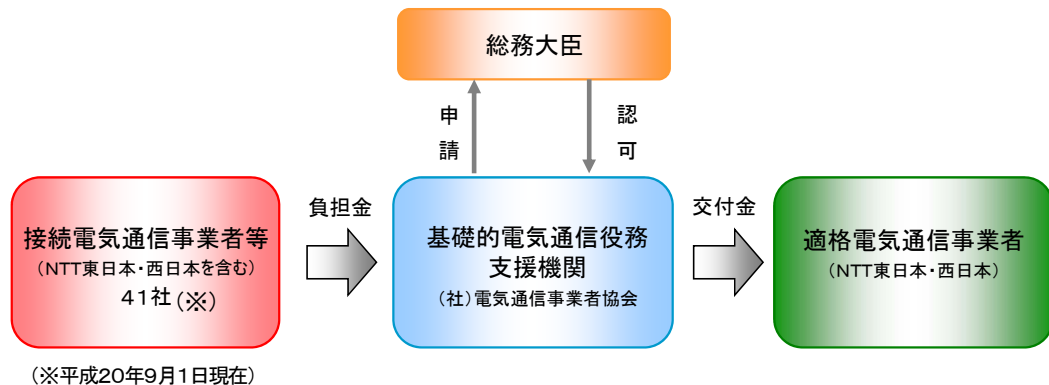 総務大臣
申請
認可
接続電気通信事業者等
（NTT東日本・西日本を含む）
41社（※）
負担金
基礎的電気通信役務
支援機関
（社）電気通信事業者協会
交付金
適格電気通信事業者
（NTT東日本・西日本）
（※平成20年9月1日現在）